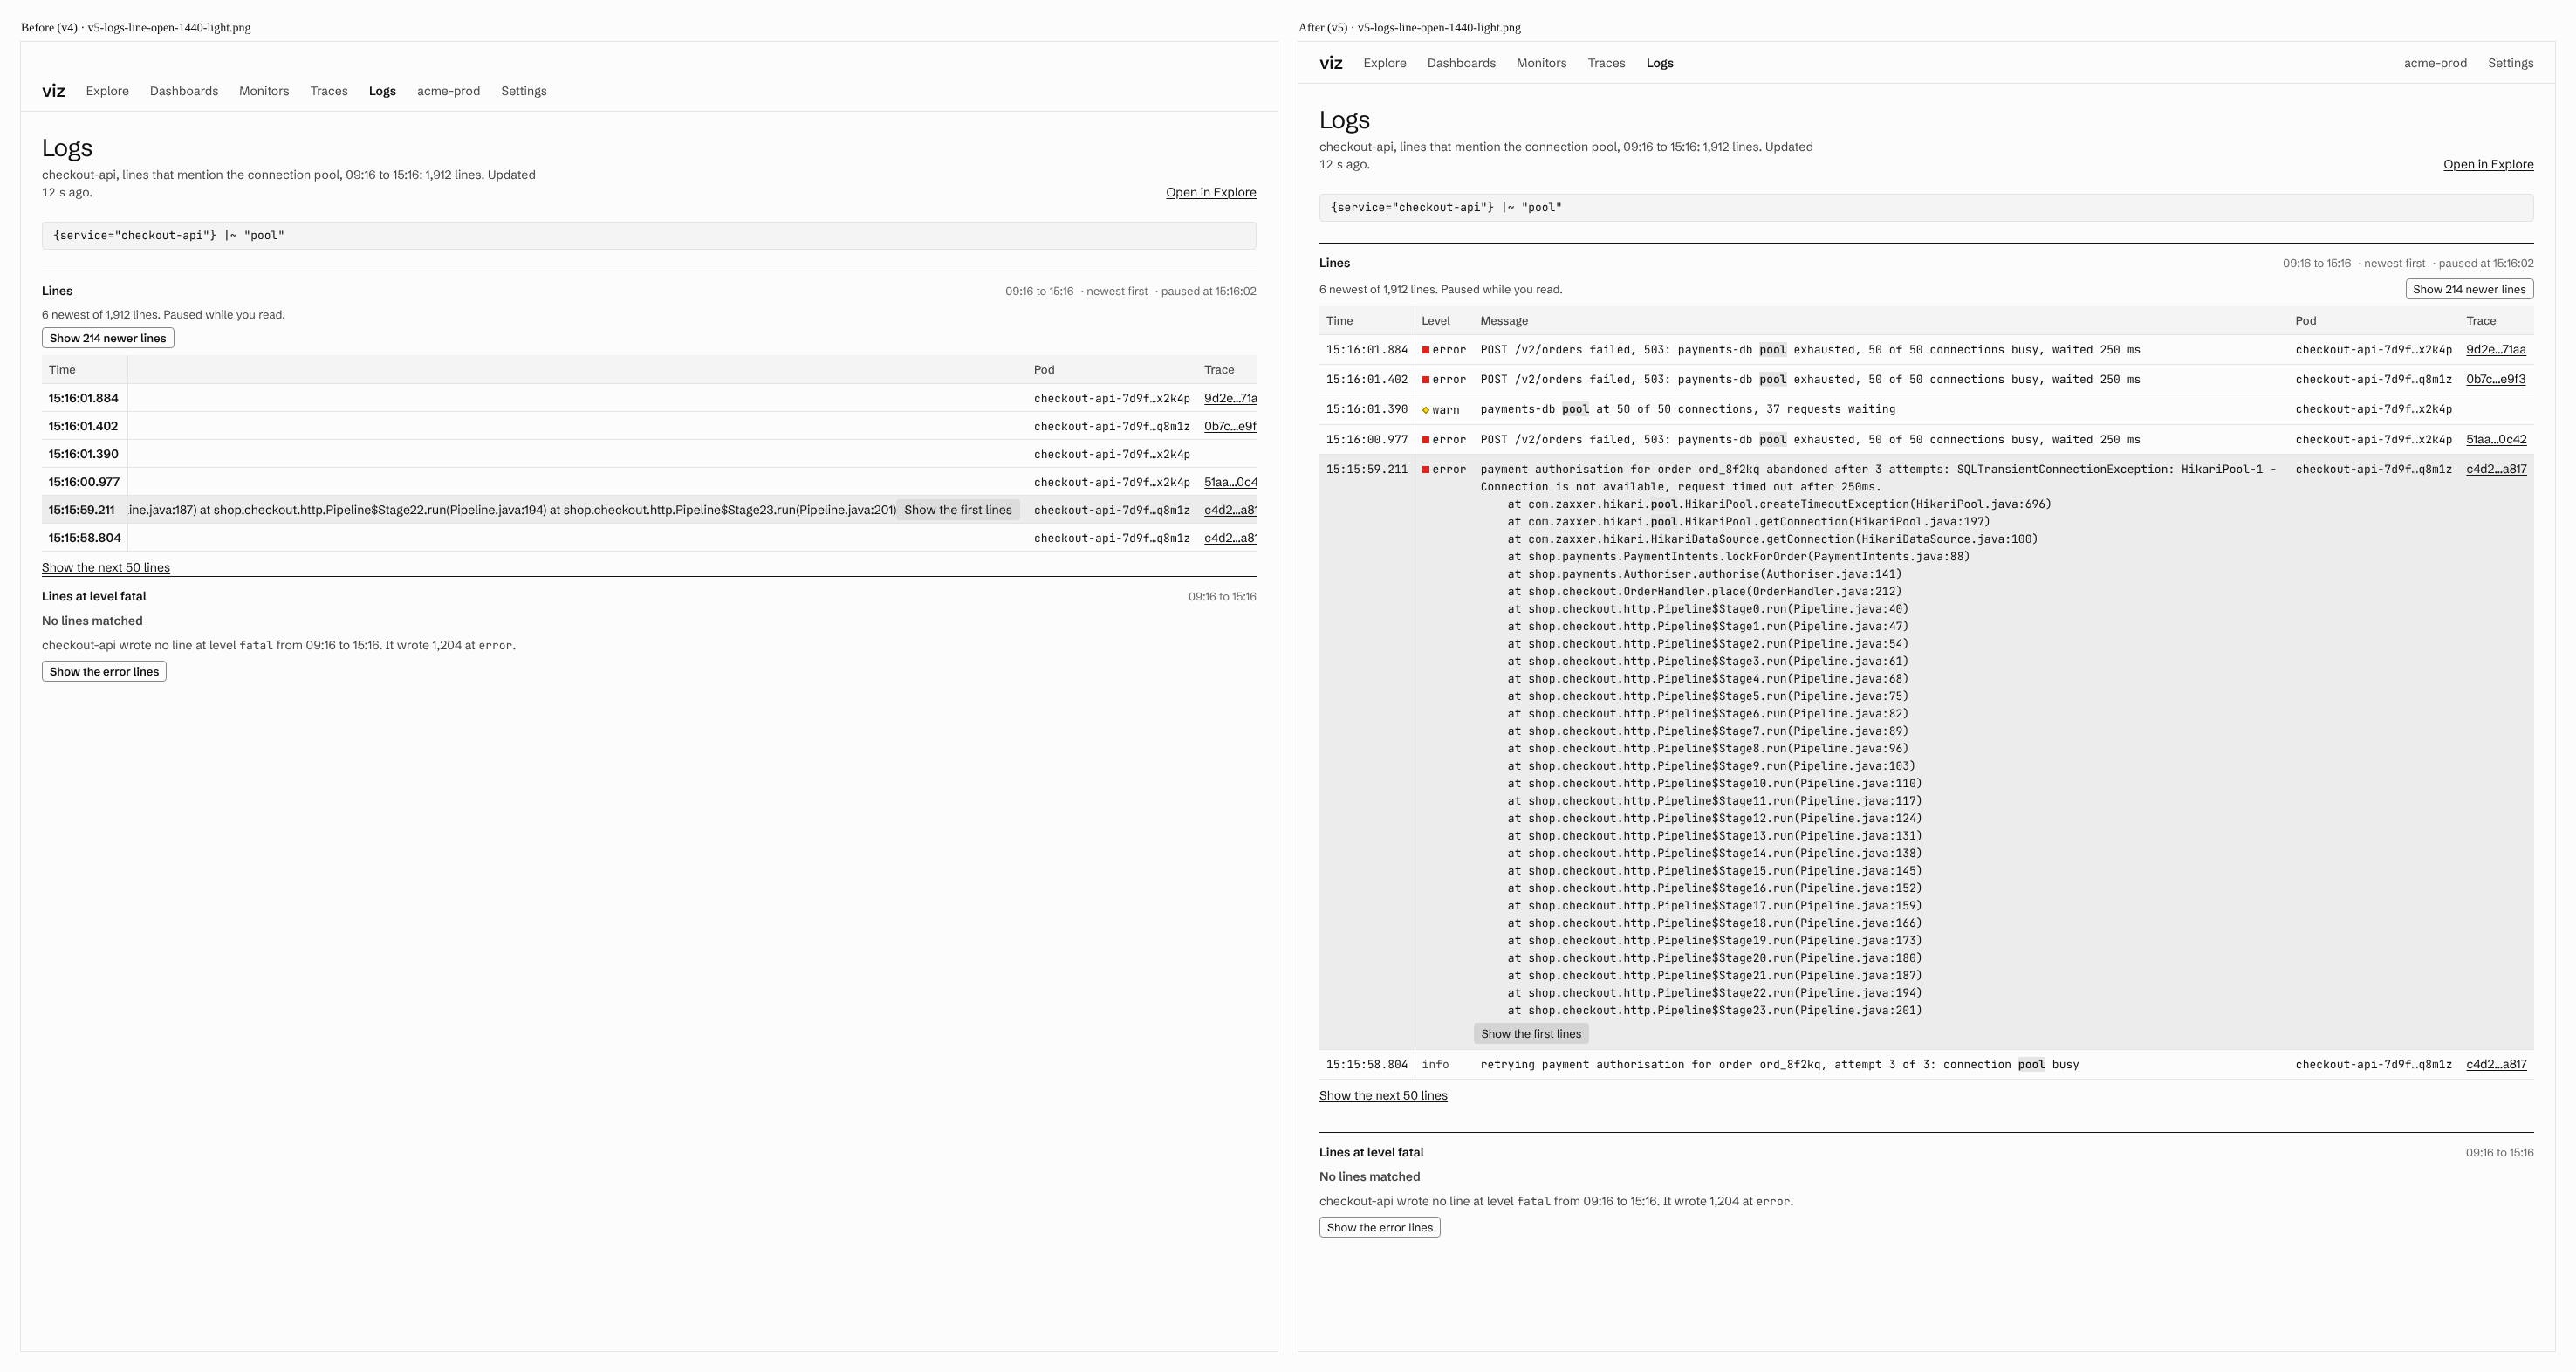 Before (v4) · v5-logs-line-open-1440-light.png
viz Explore Dashboards Monitors Traces Logs acme-prod Settings
Logs
checkout-api, lines that mention the connection pool, 09:16 to 15:16: 1,912 lines. Updated
12 s ago.
Open in Explore
{service="checkout-api"} |~ "pool"
Lines 09:16 to 15:16 · newest first · paused at 15:16:02
6 newest of 1,912 lines. Paused while you read.
Show 214 newer lines
Time Pod Trace
15:16:01.884 checkout-api-7d9f…x2k4p 9d2e…71a
15:16:01.402 checkout-api-7d9f…q8m1z 0b7c…e9f
15:16:01.390 checkout-api-7d9f…x2k4p
15:16:00.977 checkout-api-7d9f…x2k4p 51aa…0c4
15:15:59.211 ine.java:187) at shop.checkout.http.Pipeline$Stage22.run(Pipeline.java:194) at shop.checkout.http.Pipeline$Stage23.run(Pipeline.java:201) Show the first lines checkout-api-7d9f…q8m1z c4d2…a8
15:15:58.804 checkout-api-7d9f…q8m1z c4d2…a8
Show the next 50 lines
Lines at level fatal 09:16 to 15:16
No lines matched
checkout-api wrote no line at level fatal from 09:16 to 15:16. It wrote 1,204 at error.
Show the error lines
After (v5) · v5-logs-line-open-1440-light.png
viz Explore Dashboards Monitors Traces Logs acme-prod Settings
Logs
checkout-api, lines that mention the connection pool, 09:16 to 15:16: 1,912 lines. Updated
12 s ago.
Open in Explore
{service="checkout-api"} |~ "pool"
Lines 09:16 to 15:16 · newest first · paused at 15:16:02
6 newest of 1,912 lines. Paused while you read. Show 214 newer lines
Time Level Message Pod Trace
15:16:01.884 error POST /v2/orders failed, 503: payments-db pool exhausted, 50 of 50 connections busy, waited 250 ms checkout-api-7d9f…x2k4p 9d2e…71aa
15:16:01.402 error POST /v2/orders failed, 503: payments-db pool exhausted, 50 of 50 connections busy, waited 250 ms checkout-api-7d9f…q8m1z 0b7c…e9f3
15:16:01.390 warn payments-db pool at 50 of 50 connections, 37 requests waiting checkout-api-7d9f…x2k4p
15:16:00.977 error POST /v2/orders failed, 503: payments-db pool exhausted, 50 of 50 connections busy, waited 250 ms checkout-api-7d9f…x2k4p 51aa…0c42
15:15:59.211 error payment authorisation for order ord_8f2kq abandoned after 3 attempts: SQLTransientConnectionException: HikariPool-1 - checkout-api-7d9f…q8m1z c4d2…a817
Connection is not available, request timed out after 250ms.
at com.zaxxer.hikari.pool.HikariPool.createTimeoutException(HikariPool.java:696)
at com.zaxxer.hikari.pool.HikariPool.getConnection(HikariPool.java:197)
at com.zaxxer.hikari.HikariDataSource.getConnection(HikariDataSource.java:100)
at shop.payments.PaymentIntents.lockForOrder(PaymentIntents.java:88)
at shop.payments.Authoriser.authorise(Authoriser.java:141)
at shop.checkout.OrderHandler.place(OrderHandler.java:212)
at shop.checkout.http.Pipeline$Stage0.run(Pipeline.java:40)
at shop.checkout.http.Pipeline$Stage1.run(Pipeline.java:47)
at shop.checkout.http.Pipeline$Stage2.run(Pipeline.java:54)
at shop.checkout.http.Pipeline$Stage3.run(Pipeline.java:61)
at shop.checkout.http.Pipeline$Stage4.run(Pipeline.java:68)
at shop.checkout.http.Pipeline$Stage5.run(Pipeline.java:75)
at shop.checkout.http.Pipeline$Stage6.run(Pipeline.java:82)
at shop.checkout.http.Pipeline$Stage7.run(Pipeline.java:89)
at shop.checkout.http.Pipeline$Stage8.run(Pipeline.java:96)
at shop.checkout.http.Pipeline$Stage9.run(Pipeline.java:103)
at shop.checkout.http.Pipeline$Stage10.run(Pipeline.java:110)
at shop.checkout.http.Pipeline$Stage11.run(Pipeline.java:117)
at shop.checkout.http.Pipeline$Stage12.run(Pipeline.java:124)
at shop.checkout.http.Pipeline$Stage13.run(Pipeline.java:131)
at shop.checkout.http.Pipeline$Stage14.run(Pipeline.java:138)
at shop.checkout.http.Pipeline$Stage15.run(Pipeline.java:145)
at shop.checkout.http.Pipeline$Stage16.run(Pipeline.java:152)
at shop.checkout.http.Pipeline$Stage17.run(Pipeline.java:159)
at shop.checkout.http.Pipeline$Stage18.run(Pipeline.java:166)
at shop.checkout.http.Pipeline$Stage19.run(Pipeline.java:173)
at shop.checkout.http.Pipeline$Stage20.run(Pipeline.java:180)
at shop.checkout.http.Pipeline$Stage21.run(Pipeline.java:187)
at shop.checkout.http.Pipeline$Stage22.run(Pipeline.java:194)
at shop.checkout.http.Pipeline$Stage23.run(Pipeline.java:201)
Show the first lines
15:15:58.804 info retrying payment authorisation for order ord_8f2kq, attempt 3 of 3: connection pool busy checkout-api-7d9f…q8m1z c4d2…a817
Show the next 50 lines
Lines at level fatal 09:16 to 15:16
No lines matched
checkout-api wrote no line at level fatal from 09:16 to 15:16. It wrote 1,204 at error.
Show the error lines